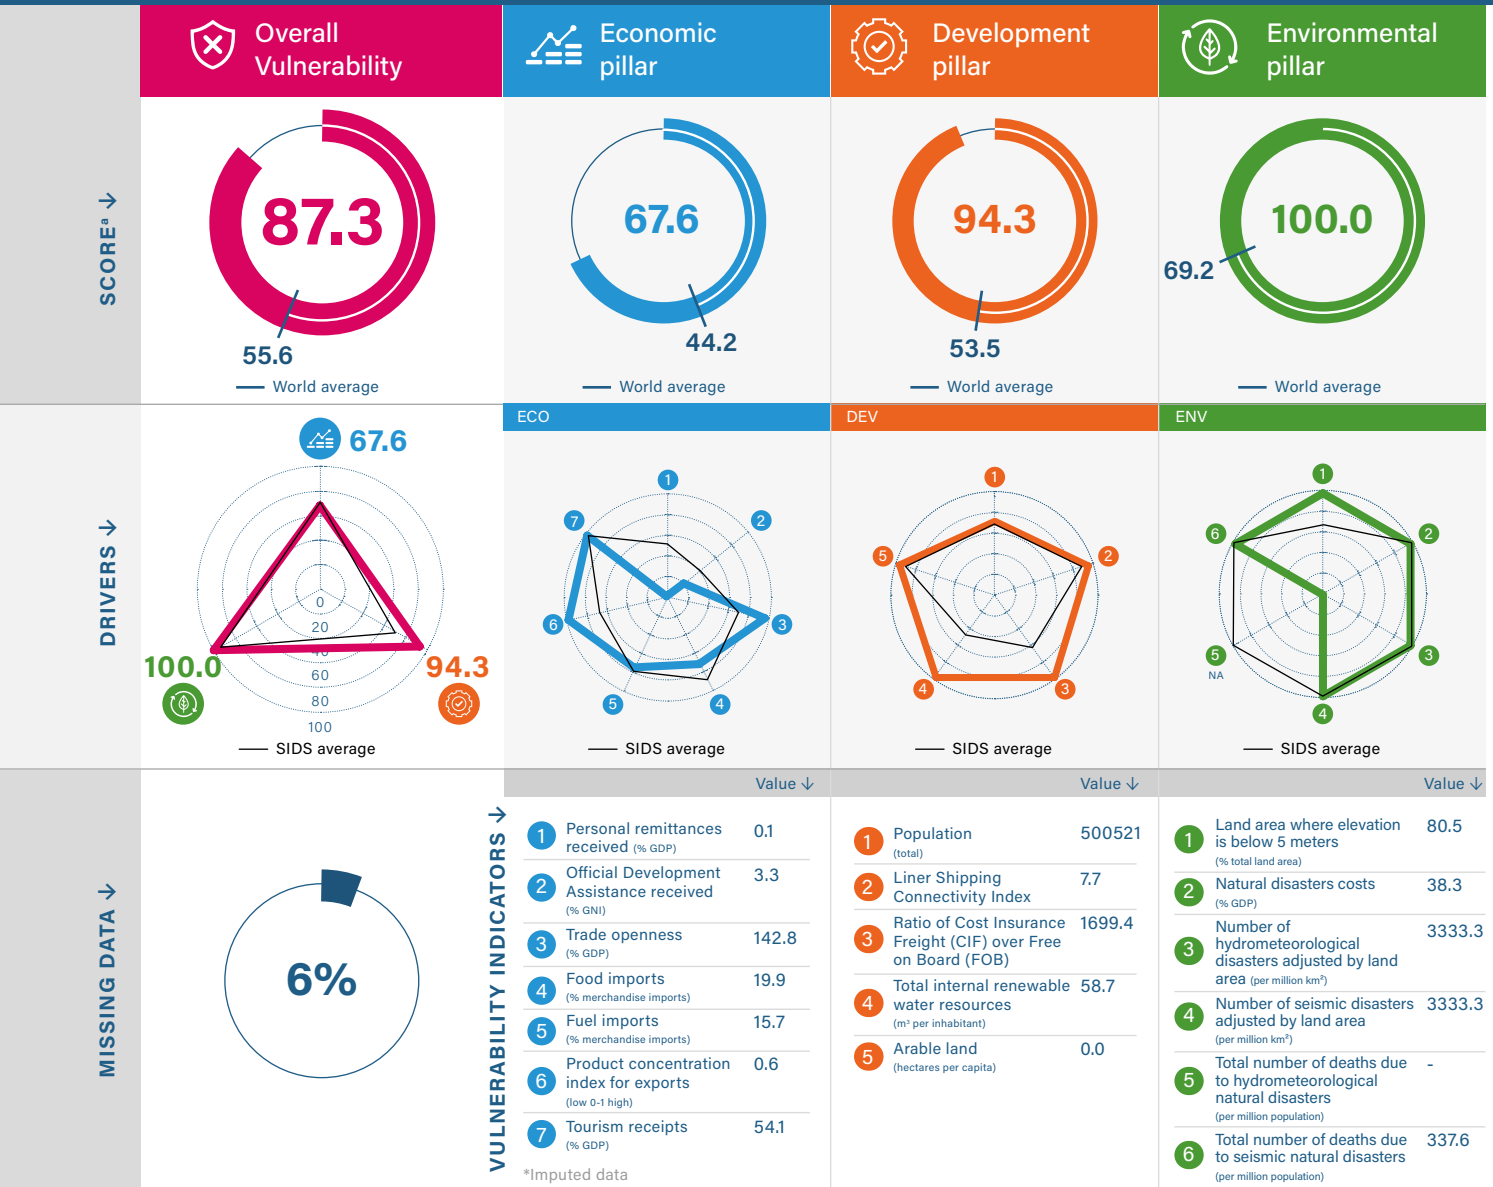 Overall
Vulnerability
Economic
pillar
Development
pillar
Environmental
pillar
SCOREª →
87.3
55.6
World average
67.6
44.2
World average
94.3
53.5
World average
100.0
69.2
World average
DRIVERS →
67.6
0
20
40
60
80
100
100.0
94.3
SIDS average
ECO
1
2
3
4
5
6
7
SIDS average
DEV
1
2
3
4
5
SIDS average
ENV
1
2
3
4
5
NA
6
SIDS average
MISSING DATA →
6%
VULNERABILITY INDICATORS →
Value ↓
1 Personal remittances 0.1
received (% GDP)
2 Official Development 3.3
Assistance received
(% GNI)
3 Trade openness 142.8
(% GDP)
4 Food imports 19.9
(% merchandise imports)
5 Fuel imports 15.7
(% merchandise imports)
6 Product concentration 0.6
index for exports
(low 0-1 high)
7 Tourism receipts 54.1
(% GDP)
*Imputed data
Value ↓
1 Population 500521
(total)
2 Liner Shipping 7.7
Connectivity Index
3 Ratio of Cost Insurance 1699.4
Freight (CIF) over Free
on Board (FOB)
4 Total internal renewable 58.7
water resources
(m³ per inhabitant)
5 Arable land 0.0
(hectares per capita)
Value ↓
1 Land area where elevation 80.5
is below 5 meters
(% total land area)
2 Natural disasters costs 38.3
(% GDP)
3 Number of 3333.3
hydrometeorological
disasters adjusted by land
area (per million km²)
4 Number of seismic disasters 3333.3
adjusted by land area
(per million km²)
5 Total number of deaths due -
to hydrometeorological
natural disasters
(per million population)
6 Total number of deaths due 337.6
to seismic natural disasters
(per million population)